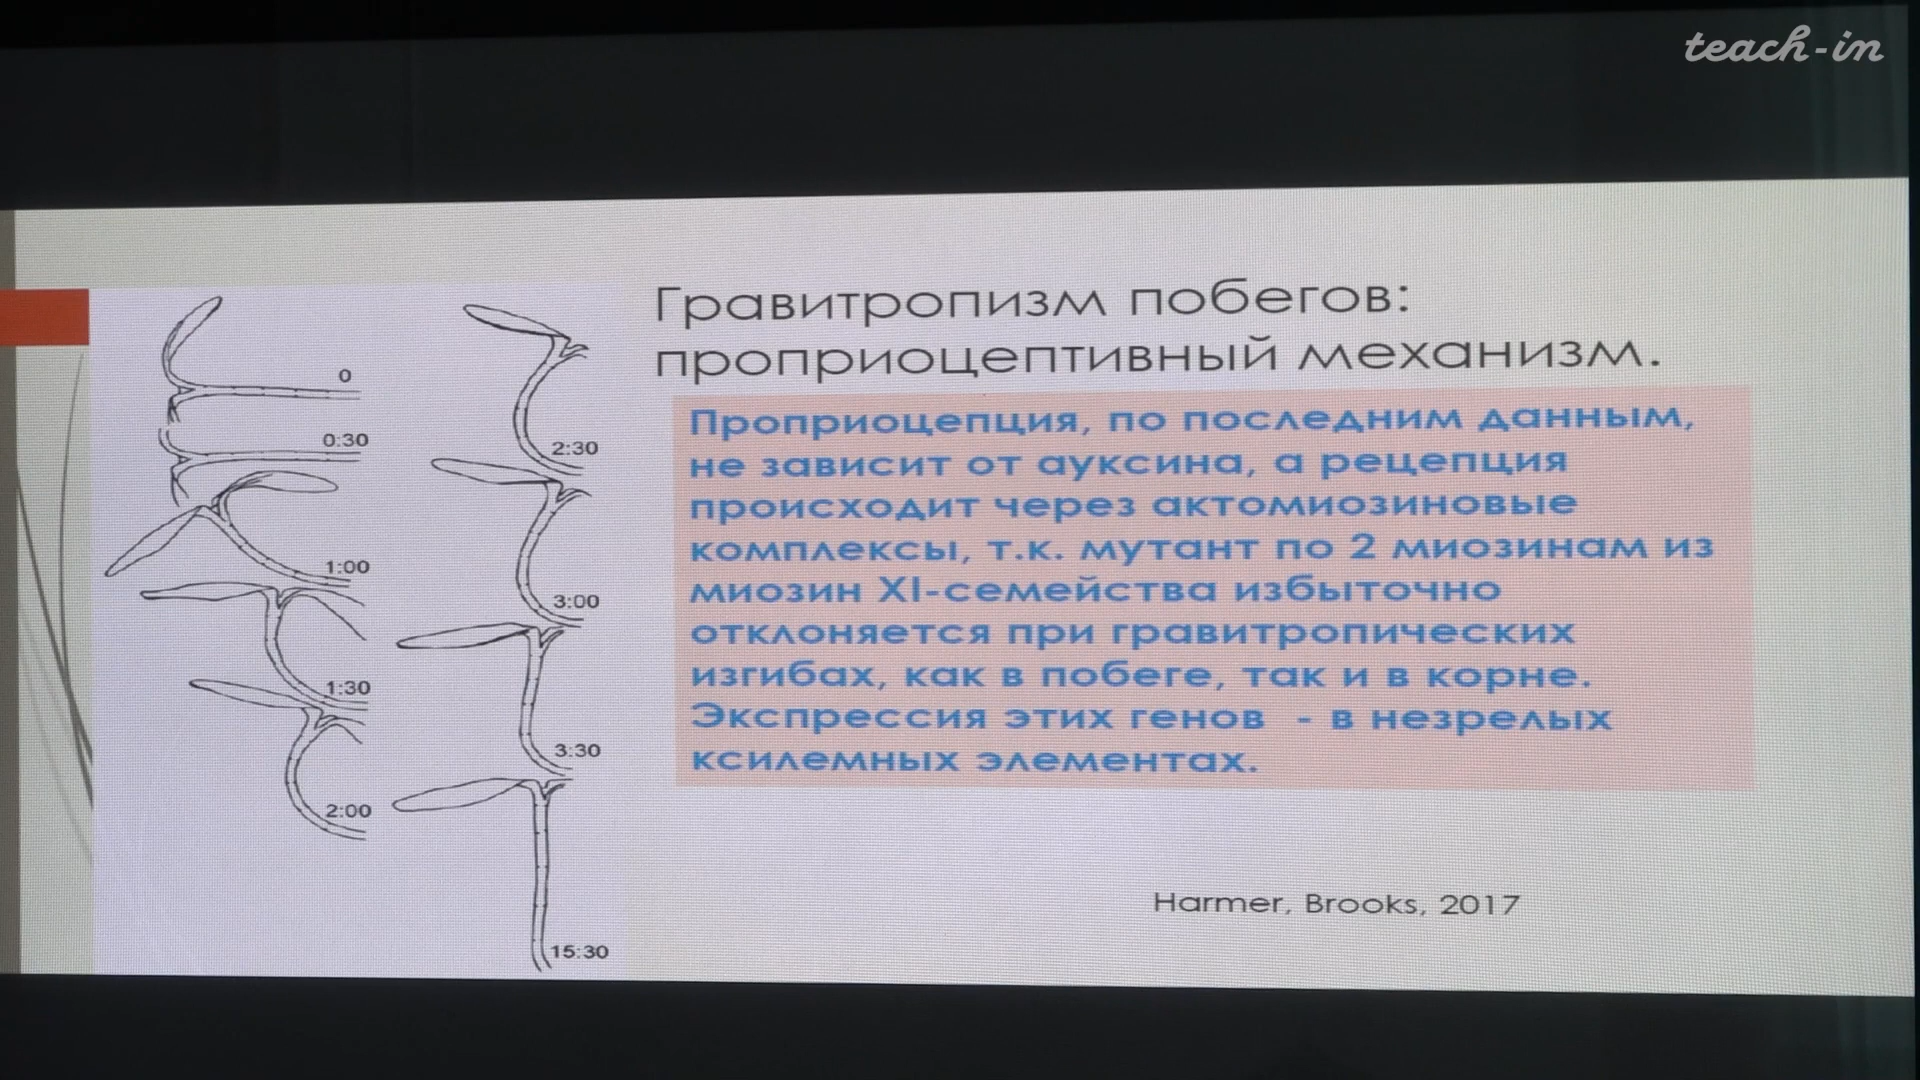 teach-in
Гравитропизм побегов:
проприоцептивный механизм.
Проприоцепция, по последним данным,
не зависит от ауксина, а рецепция
происходит через актомиозиновые
комплексы, т.к. мутант по 2 миозинам из
миозин XI-семейства избыточно
отклоняется при гравитропических
изгибах, как в побеге, так и в корне.
Экспрессия этих генов - в незрелых
ксилемных элементах.
Harmer, Brooks, 2017
0
0:30
1:00
1:30
2:00
2:30
3:00
3:30
15:30